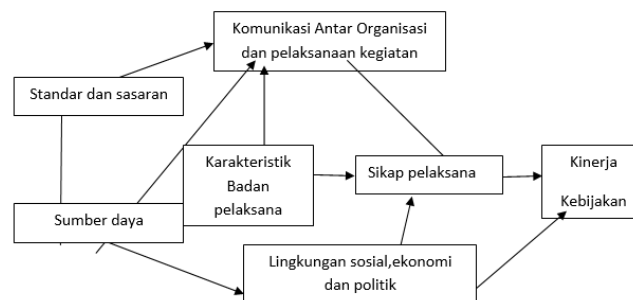 Komunikasi Antar Organisasi
dan pelaksanaan kegiatan
Standar dan sasaran
Karakteristik
Badan
pelaksana
Sikap pelaksana
Kinerja
Kebijakan
Sumber daya
Lingkungan sosial,ekonomi
dan politik